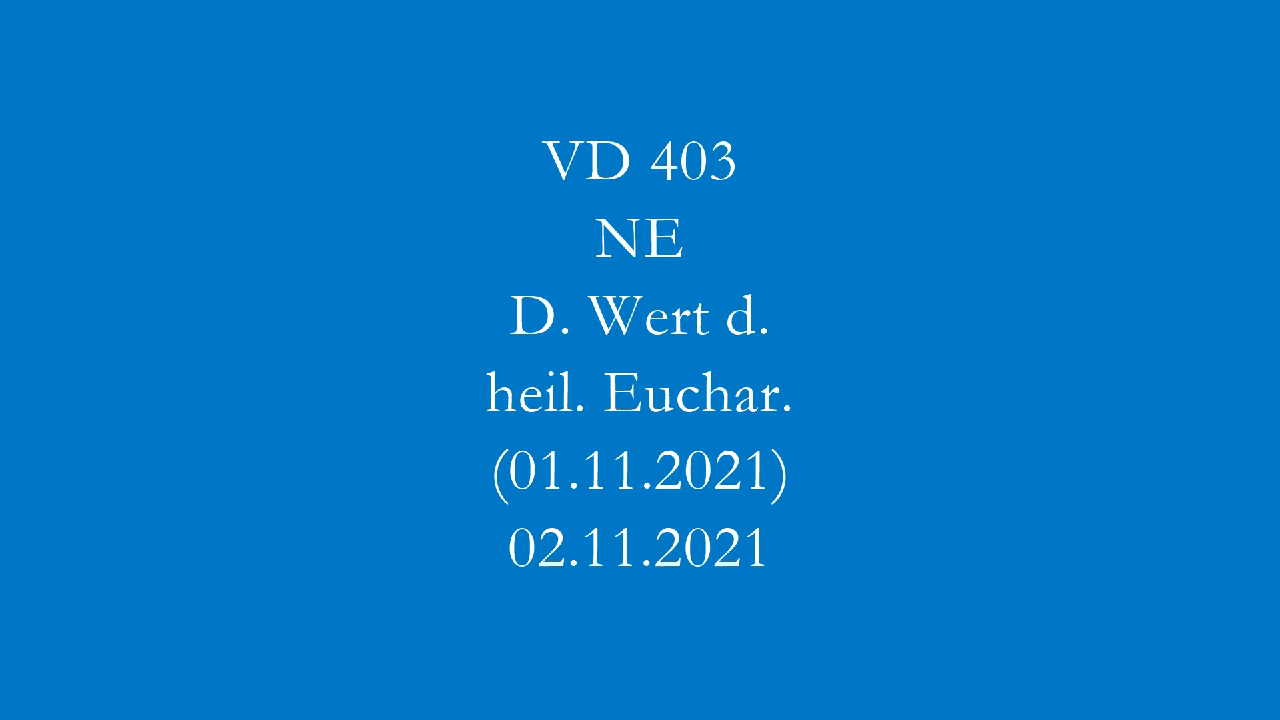 VD 403
NE
D. Wert d.
heil. Euchar.
(01.11.2021)
02.11.2021